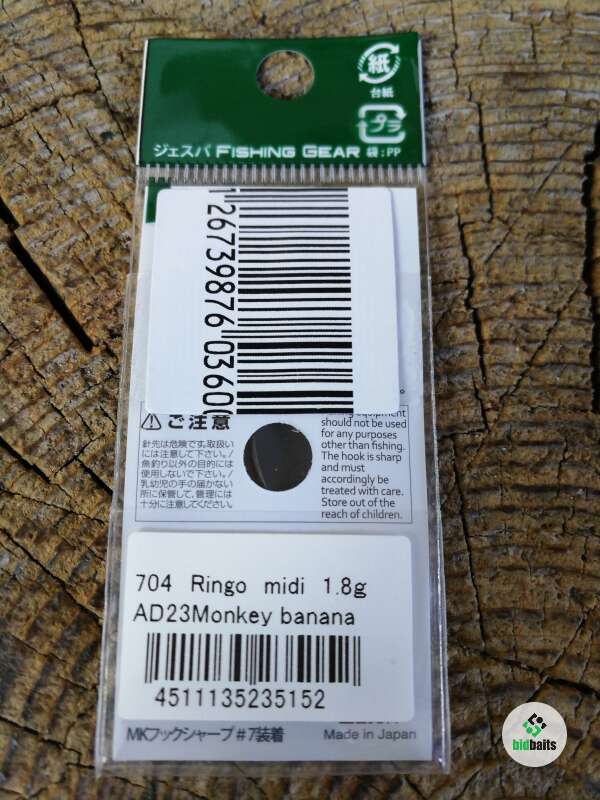 紙
台紙
プラ
ジェスパ FISHING GEAR 袋:PP
1 26739876 0360
ご注意
針先は危険です。取扱い
には注意して下さい。/
魚釣り以外の目的には
使用しないで下さい。/
乳幼児の手の届かない
所に保管して、管理には
十分に注意してください。
equipment
should not be used
for any purposes
other than fishing.
The hook is sharp
and must
accordingly be
treated with care.
Store out of the
reach of children.
704 Ringo midi 1.8g
AD23Monkey banana
4511135235152
MKフックシャープ#7装着
Made in Japan
bidbaits